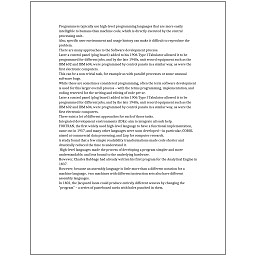 Programmers typically use high-level programming languages that are more easily
intelligible to humans than machine code, which is directly executed by the central
processing unit.
Also, specific user environment and usage history can make it difficult to reproduce the
problem.
There are many approaches to the Software development process.
Later a control panel (plug board) added to his 1906 Type I Tabulator allowed it to be
programmed for different jobs, and by the late 1940s, unit record equipment such as the
IBM 602 and IBM 604, were programmed by control panels in a similar way, as were the
first electronic computers.
This can be a non-trivial task, for example as with parallel processes or some unusual
software bugs.
While these are sometimes considered programming, often the term software development
is used for this larger overall process – with the terms programming, implementation, and
coding reserved for the writing and editing of code per se.
Later a control panel (plug board) added to his 1906 Type I Tabulator allowed it to be
programmed for different jobs, and by the late 1940s, unit record equipment such as the
IBM 602 and IBM 604, were programmed by control panels in a similar way, as were the
first electronic computers.
There exist a lot of different approaches for each of those tasks.
Integrated development environments (IDEs) aim to integrate all such help.
FORTRAN, the first widely used high-level language to have a functional implementation,
came out in 1957, and many other languages were soon developed—in particular, COBOL
aimed at commercial data processing, and Lisp for computer research.
A study found that a few simple readability transformations made code shorter and
drastically reduced the time to understand it.
High-level languages made the process of developing a program simpler and more
understandable, and less bound to the underlying hardware.
However, Charles Babbage had already written his first program for the Analytical Engine in
1837.
However, because an assembly language is little more than a different notation for a
machine language, two machines with different instruction sets also have different
assembly languages.
In 1801, the Jacquard loom could produce entirely different weaves by changing the
"program" – a series of pasteboard cards with holes punched in them.